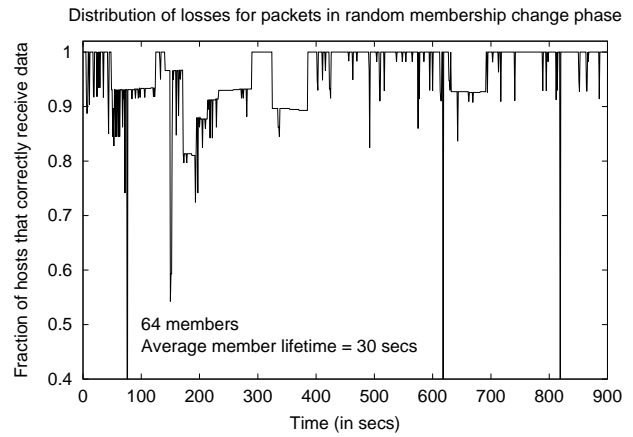 Distribution of losses for packets in random membership change phase
Fraction of hosts that correctly receive data
1
0.9
0.8
0.7
0.6
0.5
0.4
64 members
Average member lifetime = 30 secs
0 100 200 300 400 500 600 700 800 900
Time (in secs)